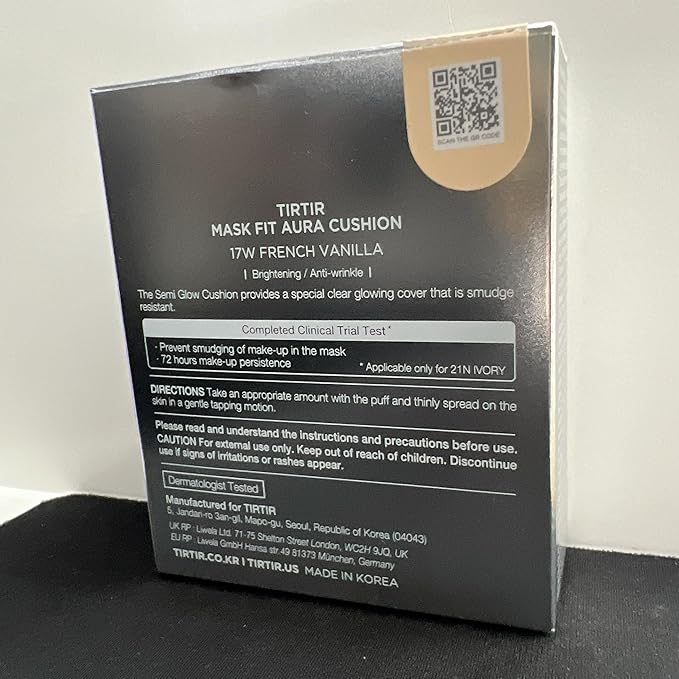 SCAN THE QR CODE
TIRTIR
MASK FIT AURA CUSHION
17W FRENCH VANILLA
| Brightening / Anti-wrinkle |
The Semi Glow Cushion provides a special clear glowing cover that is smudge
resistant.
Completed Clinical Trial Test*
· Prevent smudging of make-up in the mask
· 72 hours make-up persistence
* Applicable only for 21N IVORY
DIRECTIONS Take an appropriate amount with the puff and thinly spread on the
skin in a gentle tapping motion.
Please read and understand the instructions and precautions before use.
CAUTION For external use only. Keep out of reach of children. Discontinue
use if signs of irritations or rashes appear.
Dermatologist Tested
Manufactured for TIRTIR
5, Jandari-ro 3an-gil, Mapo-gu, Seoul, Republic of Korea (04043)
UK RP : Liwela Ltd. 71-75 Shelton Street London, WC2H 9JQ, UK
EU RP : Liwela GmbH Hansa str.49 81373 München, Germany
TIRTIR.CO.KR | TIRTIR.US MADE IN KOREA